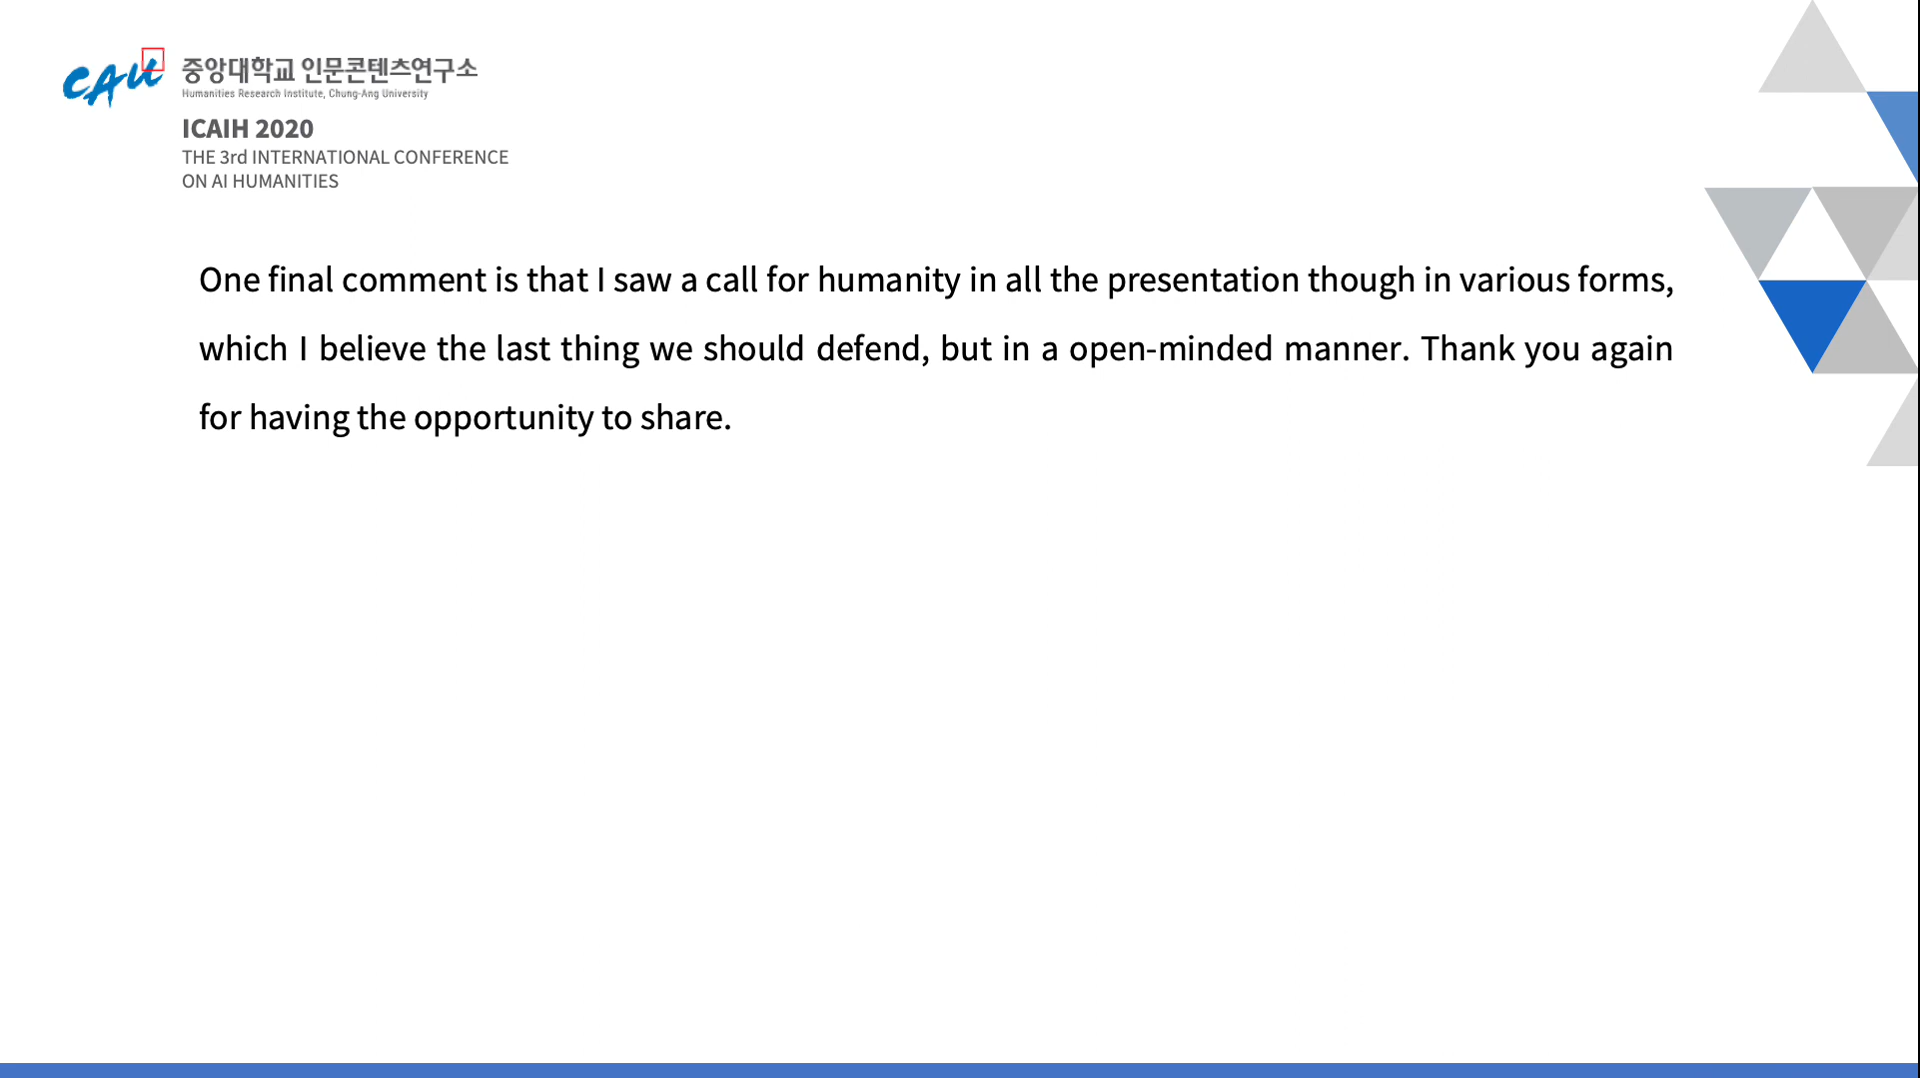 CAU
중앙대학교 인문콘텐츠연구소
Humanities Research Institute, Chung-Ang University
ICAIH 2020
THE 3rd INTERNATIONAL CONFERENCE
ON AI HUMANITIES
One final comment is that I saw a call for humanity in all the presentation though in various forms,
which I believe the last thing we should defend, but in a open-minded manner. Thank you again
for having the opportunity to share.